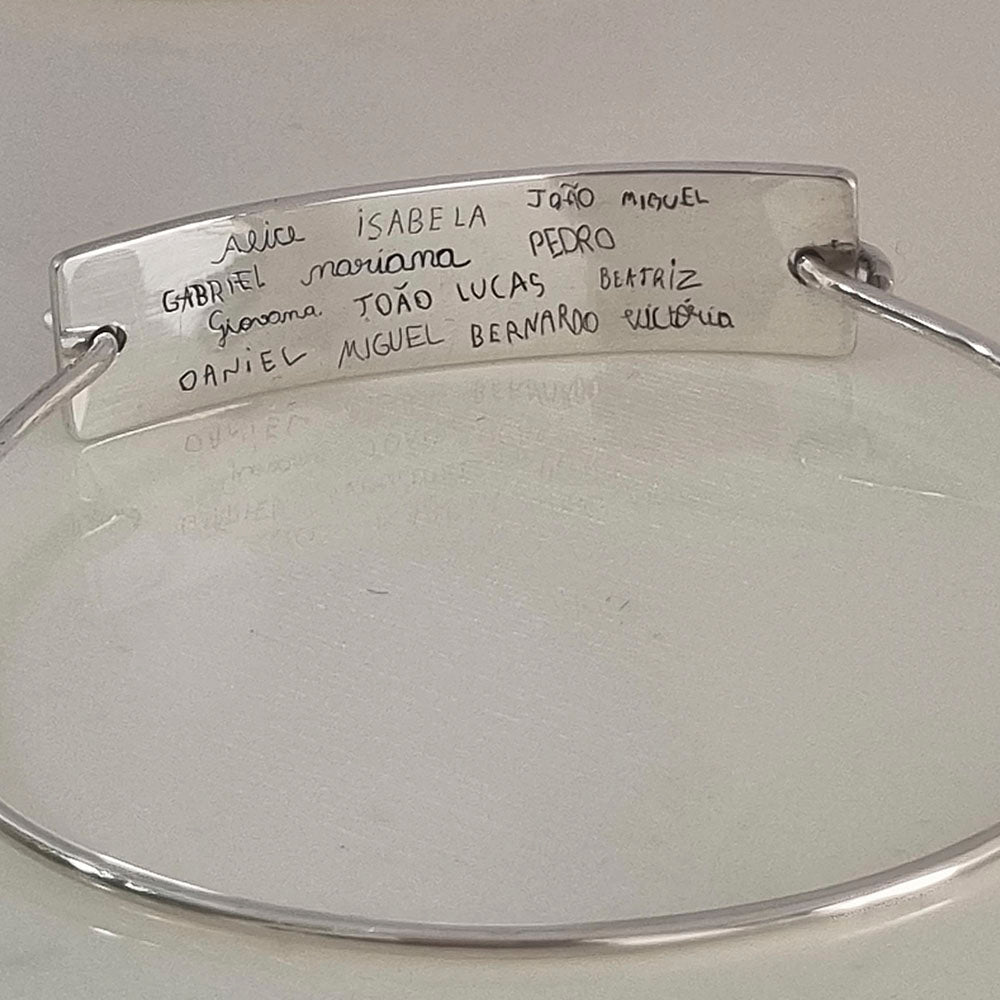 Alice ISABELA JOÃO MIGUEL
GABRIEL mariana PEDRO
Giovana. JOÃO LUCAS BEATRIZ
DANIEL MIGUEL BERNARDO victória